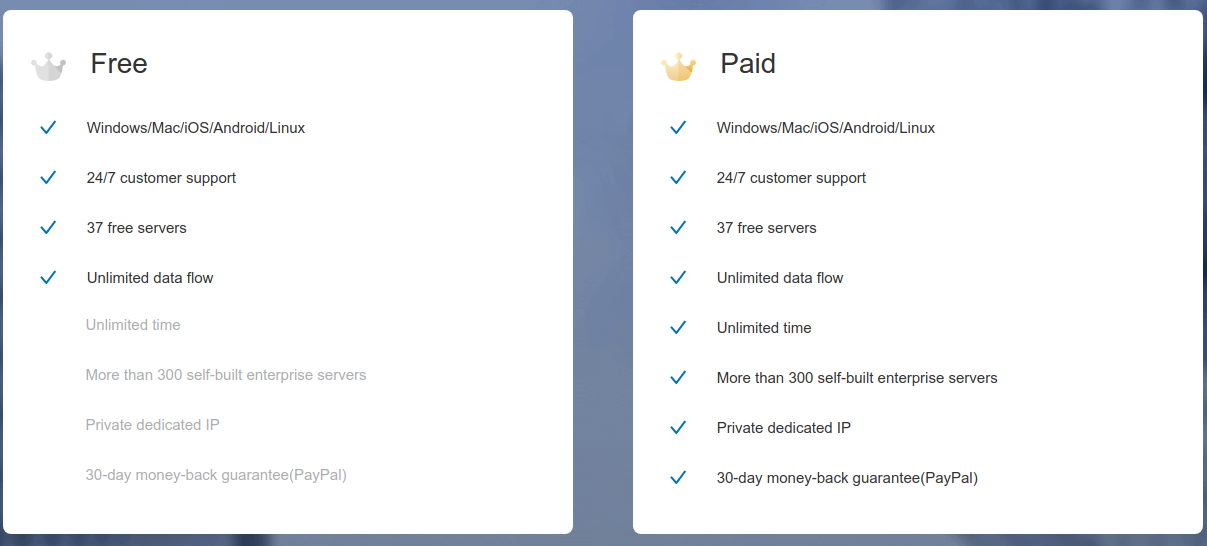 Free
Windows/Mac/iOS/Android/Linux
24/7 customer support
37 free servers
Unlimited data flow
Unlimited time
More than 300 self-built enterprise servers
Private dedicated IP
30-day money-back guarantee(PayPal)
Paid
Windows/Mac/iOS/Android/Linux
24/7 customer support
37 free servers
Unlimited data flow
Unlimited time
More than 300 self-built enterprise servers
Private dedicated IP
30-day money-back guarantee(PayPal)